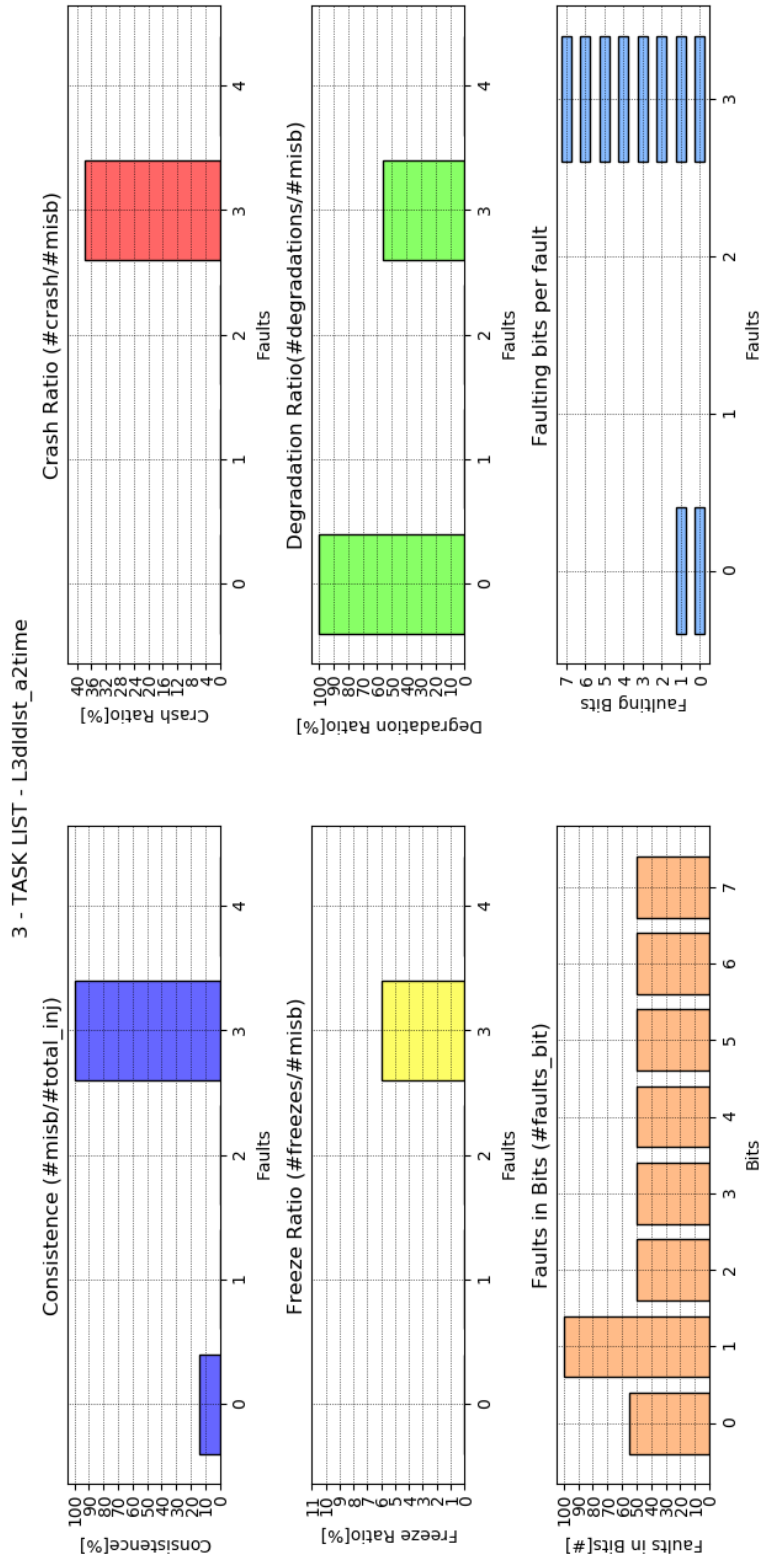 3 - TASK LIST - L3dldlst_a2time
Consistence (#misb/#total_inj)
Consistence[%]
100
90
80
70
60
50
40
30
20
10
0
0 1 2 3 4
Faults
Crash Ratio (#crash/#misb)
Crash Ratio[%]
40
36
32
28
24
20
16
12
8
4
0
0 1 2 3 4
Faults
Freeze Ratio (#freezes/#misb)
Freeze Ratio[%]
11
10
9
8
7
6
5
4
3
2
1
0
0 1 2 3 4
Faults
Degradation Ratio(#degradations/#misb)
Degradation Ratio[%]
100
90
80
70
60
50
40
30
20
10
0
0 1 2 3 4
Faults
Faults in Bits (#faults_bit)
Faults in Bits[#]
100
90
80
70
60
50
40
30
20
10
0
0 1 2 3 4 5 6 7
Bits
Faulting bits per fault
Faulting Bits
7
6
5
4
3
2
1
0
0 1 2 3
Faults